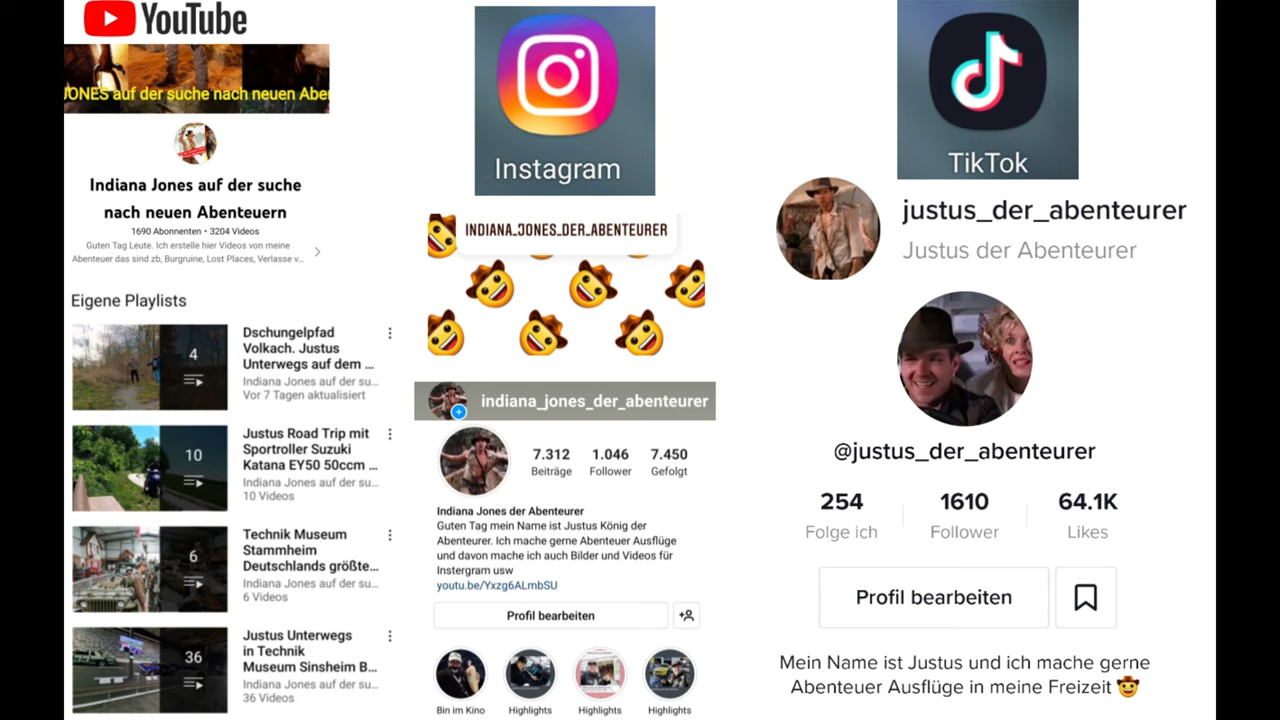 YouTube
JONES auf der suche nach neuen Aben
Indiana Jones auf der suche
nach neuen Abenteuern
1690 Abonnenten • 3204 Videos
Guten Tag Leute. Ich erstelle hier Videos von meine
Abenteuer das sind zb, Burgruine, Lost Places, Verlasse v...
Eigene Playlists
4
Dschungelpfad
Volkach. Justus
Unterwegs auf dem ...
Indiana Jones auf der su...
Vor 7 Tagen aktualisiert
10
Justus Road Trip mit
Sportroller Suzuki
Katana EY50 50ccm ...
Indiana Jones auf der su...
10 Videos
6
Technik Museum
Stammheim
Deutschlands größte...
Indiana Jones auf der su...
6 Videos
36
Justus Unterwegs
in Technik
Museum Sinsheim B...
Indiana Jones auf der su...
36 Videos
Instagram
INDIANA_JONES_DER_ABENTEURER
indiana_jones_der_abenteurer
7.312 1.046 7.450
Beiträge Follower Gefolgt
Indiana Jones der Abenteurer
Guten Tag mein Name ist Justus König der
Abenteurer. Ich mache gerne Abenteuer Ausflüge
und davon mache ich auch Bilder und Videos für
Instergram usw
youtu.be/Yxzg6ALmbSU
Profil bearbeiten
Bin im Kino Highlights Highlights Highlights
TikTok
justus_der_abenteurer
Justus der Abenteurer
@justus_der_abenteurer
254 1610 64.1K
Folge ich Follower Likes
Profil bearbeiten
Mein Name ist Justus und ich mache gerne
Abenteuer Ausflüge in meine Freizeit 🤠